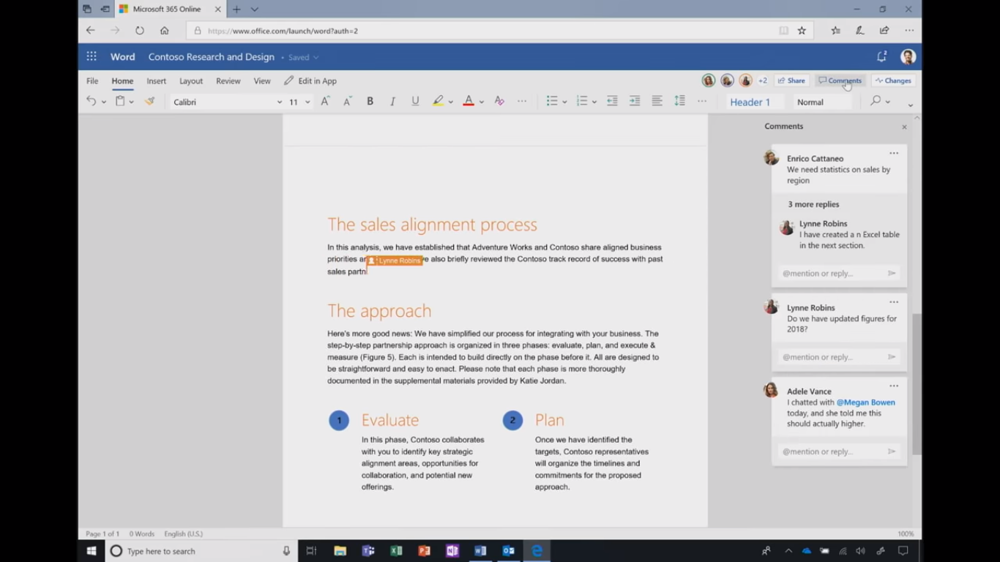 Microsoft 365 Online
https://www.office.com/launch/word?auth=2
Word Contoso Research and Design • Saved
2
File Home Insert Layout Review View Edit in App +2 Share Comments Changes
Calibri 11 A A B I U A Header 1 Normal
Comments
Enrico Cattaneo
We need statistics on sales by
region
3 more replies
Lynne Robins
I have created a n Excel table
in the next section.
@mention or reply...
Lynne Robins
Do we have updated figures for
2018?
@mention or reply...
Adele Vance
I chatted with @Megan Bowen
today, and she told me this
should actually higher.
@mention or reply...
The sales alignment process
In this analysis, we have established that Adventure Works and Contoso share aligned business
priorities Lynne Robins also briefly reviewed the Contoso track record of success with past
sales partn
The approach
Here's more good news: We have simplified our process for integrating with your business. The
step-by-step partnership approach is organized in three phases: evaluate, plan, and execute &
measure (Figure 5). Each is intended to build directly on the phase before it. All are designed to
be straightforward and easy to enact. Please note that each phase is more thoroughly
documented in the supplemental materials provided by Katie Jordan.
1 Evaluate
In this phase, Contoso collaborates
with you to identify key strategic
alignment areas, opportunities for
collaboration, and potential new
offerings.
2 Plan
Once we have identified the
targets, Contoso representatives
will organize the timelines and
commitments for the proposed
approach.
Page 1 of 1 0 Words English (U.S.) 100%
Type here to search